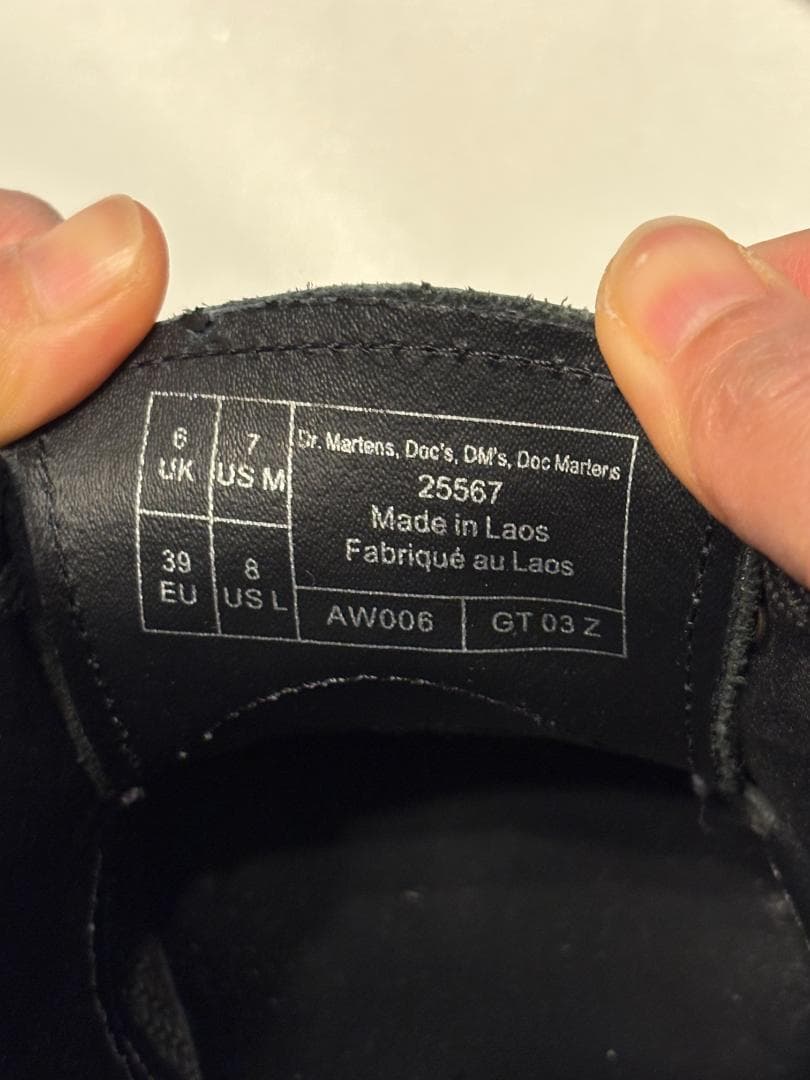 6
UK
7
US M
39
EU
8
US L
Dr. Martens, Doc's, DM's, Doc Martens
25567
Made in Laos
Fabriqué au Laos
AW006
GT 03 Z